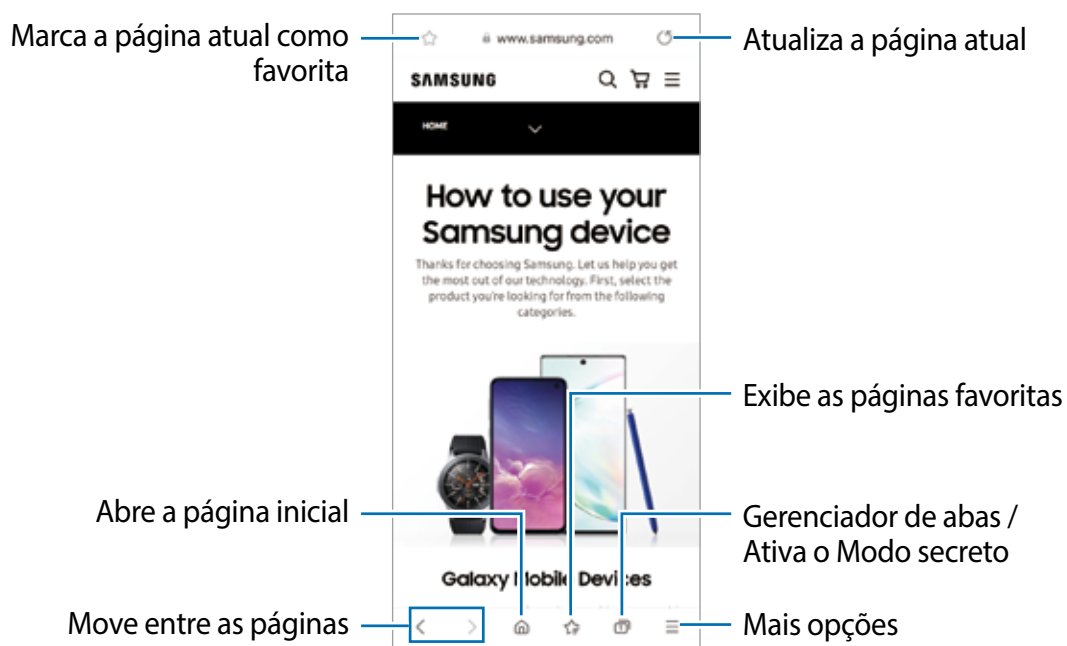 Marca a página atual como
favorita
www.samsung.com
Atualiza a página atual
SAMSUNG
HOME
How to use your
Samsung device
Thanks for choosing Samsung. Let us help you get
the most out of our technology. First, select the
product you're looking for from the following
categories.
Exibe as páginas favoritas
Abre a página inicial
Gerenciador de abas /
Ativa o Modo secreto
Galaxy Mobile Devices
Move entre as páginas
Mais opções